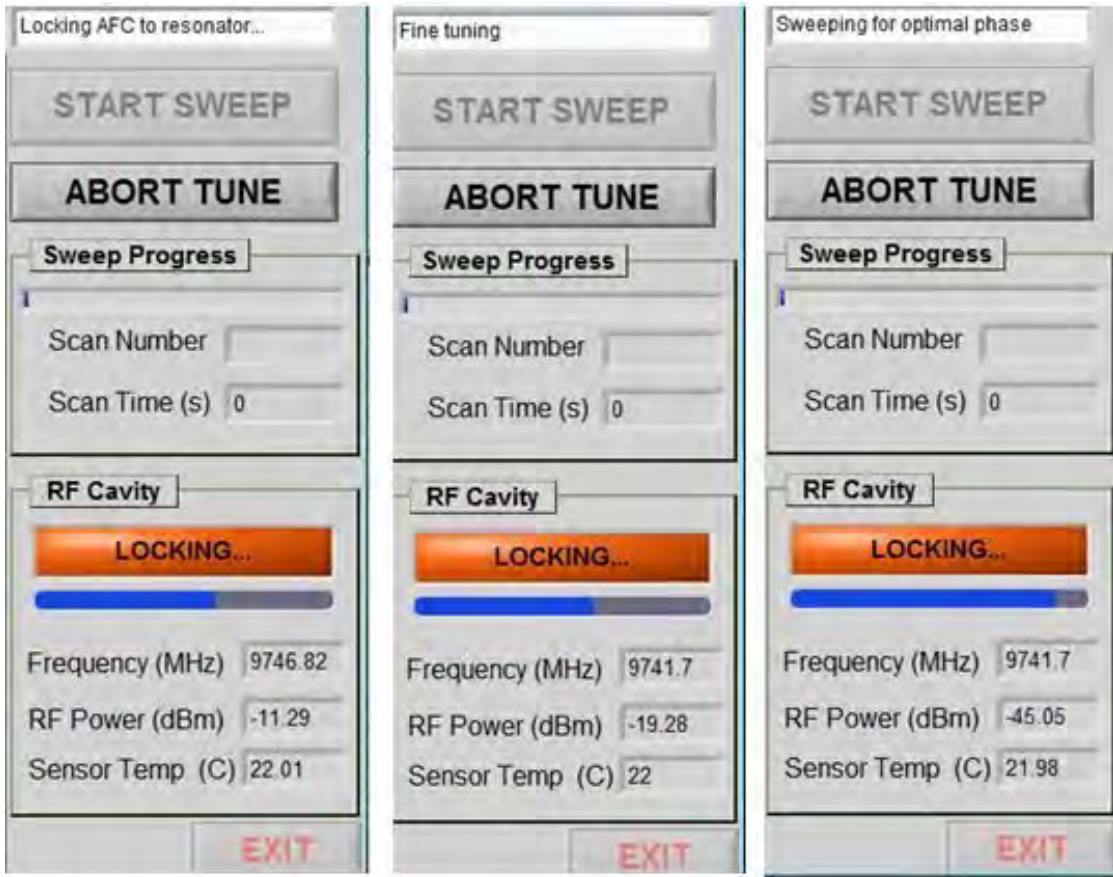 Locking AFC to resonator...
START SWEEP
ABORT TUNE
Sweep Progress
Scan Number
Scan Time (s) 0
RF Cavity
LOCKING...
Frequency (MHz) 9746.82
RF Power (dBm) -11.29
Sensor Temp (C) 22.01
EXIT
Fine tuning
START SWEEP
ABORT TUNE
Sweep Progress
Scan Number
Scan Time (s) 0
RF Cavity
LOCKING...
Frequency (MHz) 9741.7
RF Power (dBm) -19.28
Sensor Temp (C) 22
EXIT
Sweeping for optimal phase
START SWEEP
ABORT TUNE
Sweep Progress
Scan Number
Scan Time (s) 0
RF Cavity
LOCKING...
Frequency (MHz) 9741.7
RF Power (dBm) -45.05
Sensor Temp (C) 21.98
EXIT